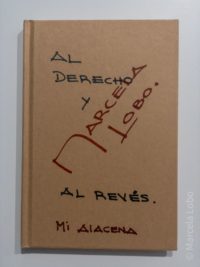 AL
DERECHO
Y
MARCELA
LOBO.
AL REVÉS.
Mi AlACENA
© Marcela Lobo